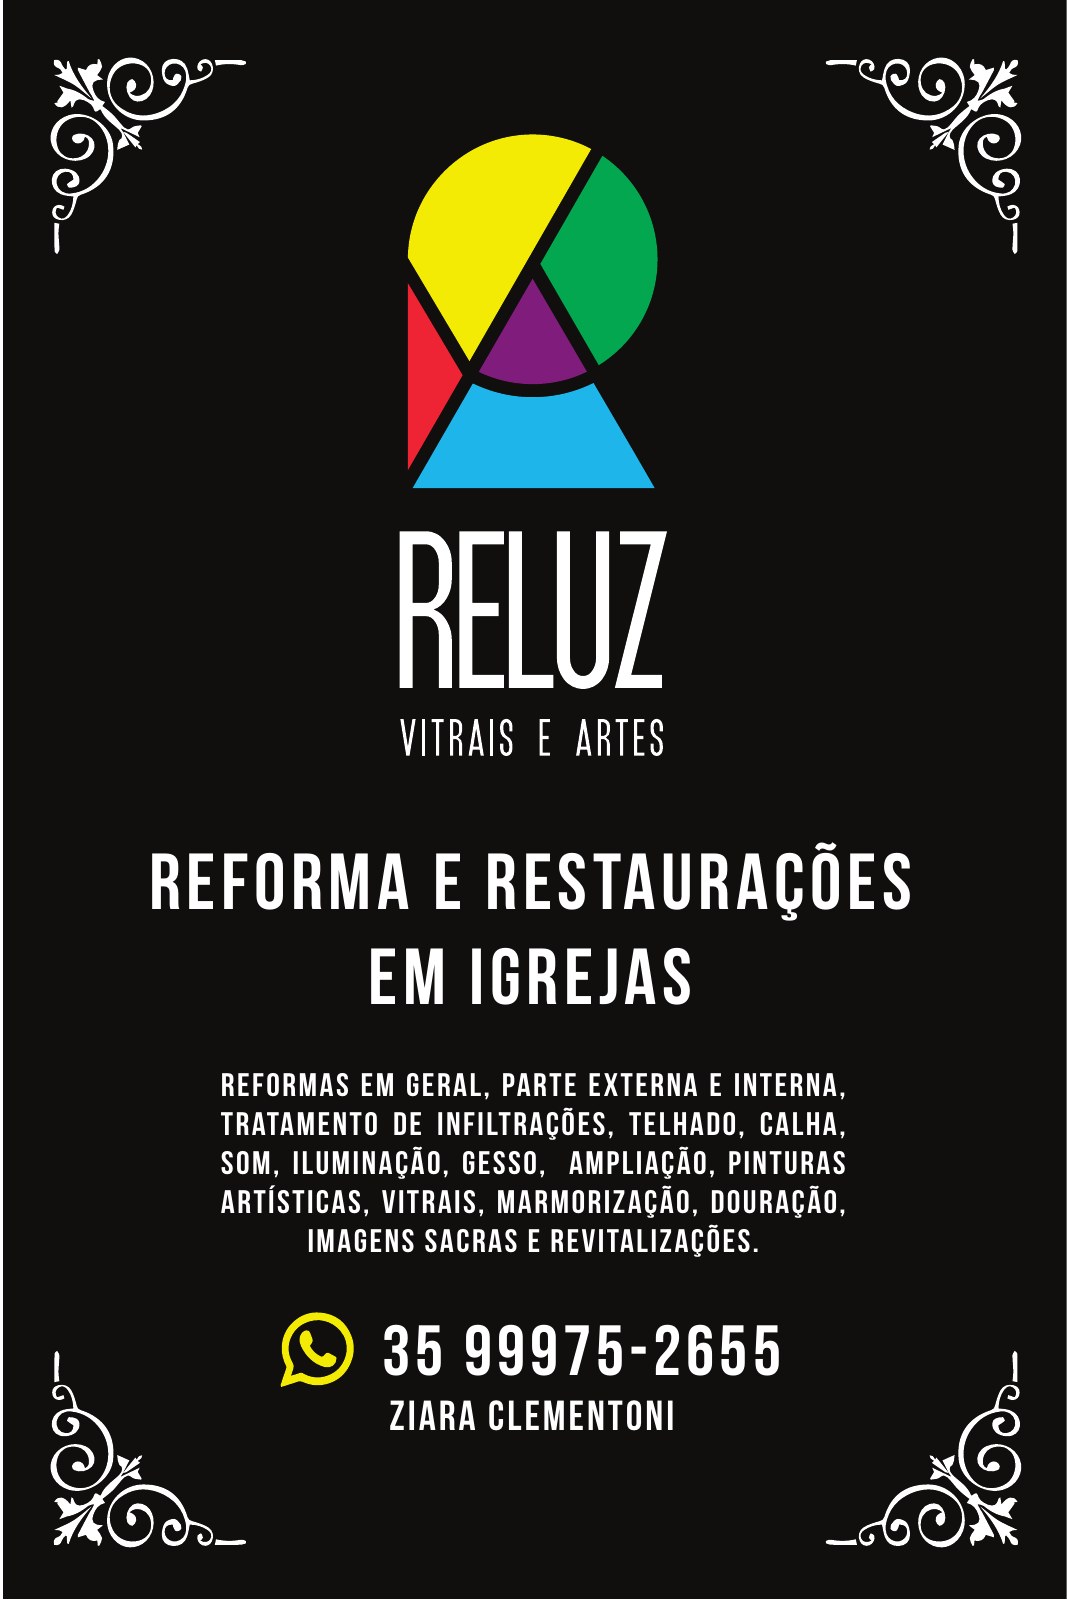 RELUZ
VITRAIS E ARTES
REFORMA E RESTAURAÇÕES
EM IGREJAS
REFORMAS EM GERAL, PARTE EXTERNA E INTERNA,
TRATAMENTO DE INFILTRAÇÕES, TELHADO, CALHA,
SOM, ILUMINAÇÃO, GESSO, AMPLIAÇÃO, PINTURAS
ARTÍSTICAS, VITRAIS, MARMORIZAÇÃO, DOURAÇÃO,
IMAGENS SACRAS E REVITALIZAÇÕES.
35 99975-2655
ZIARA CLEMENTONI